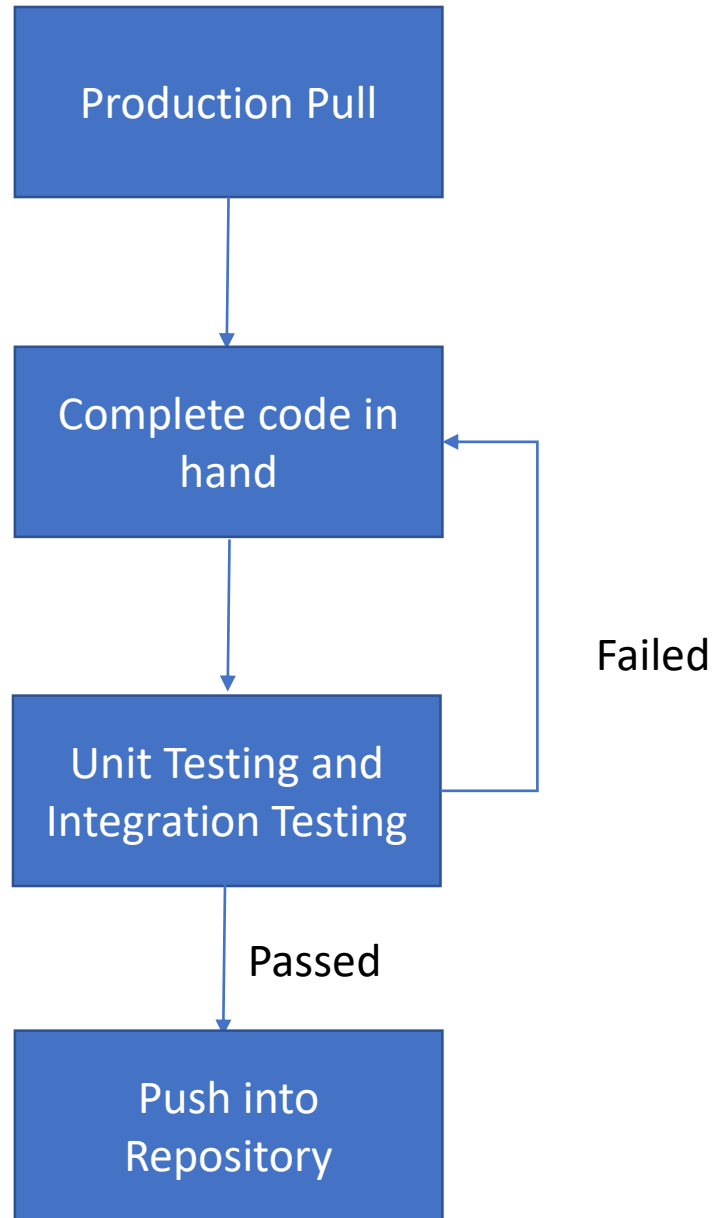 Production Pull
Complete code in
hand
Failed
Unit Testing and
Integration Testing
Passed
Push into
Repository